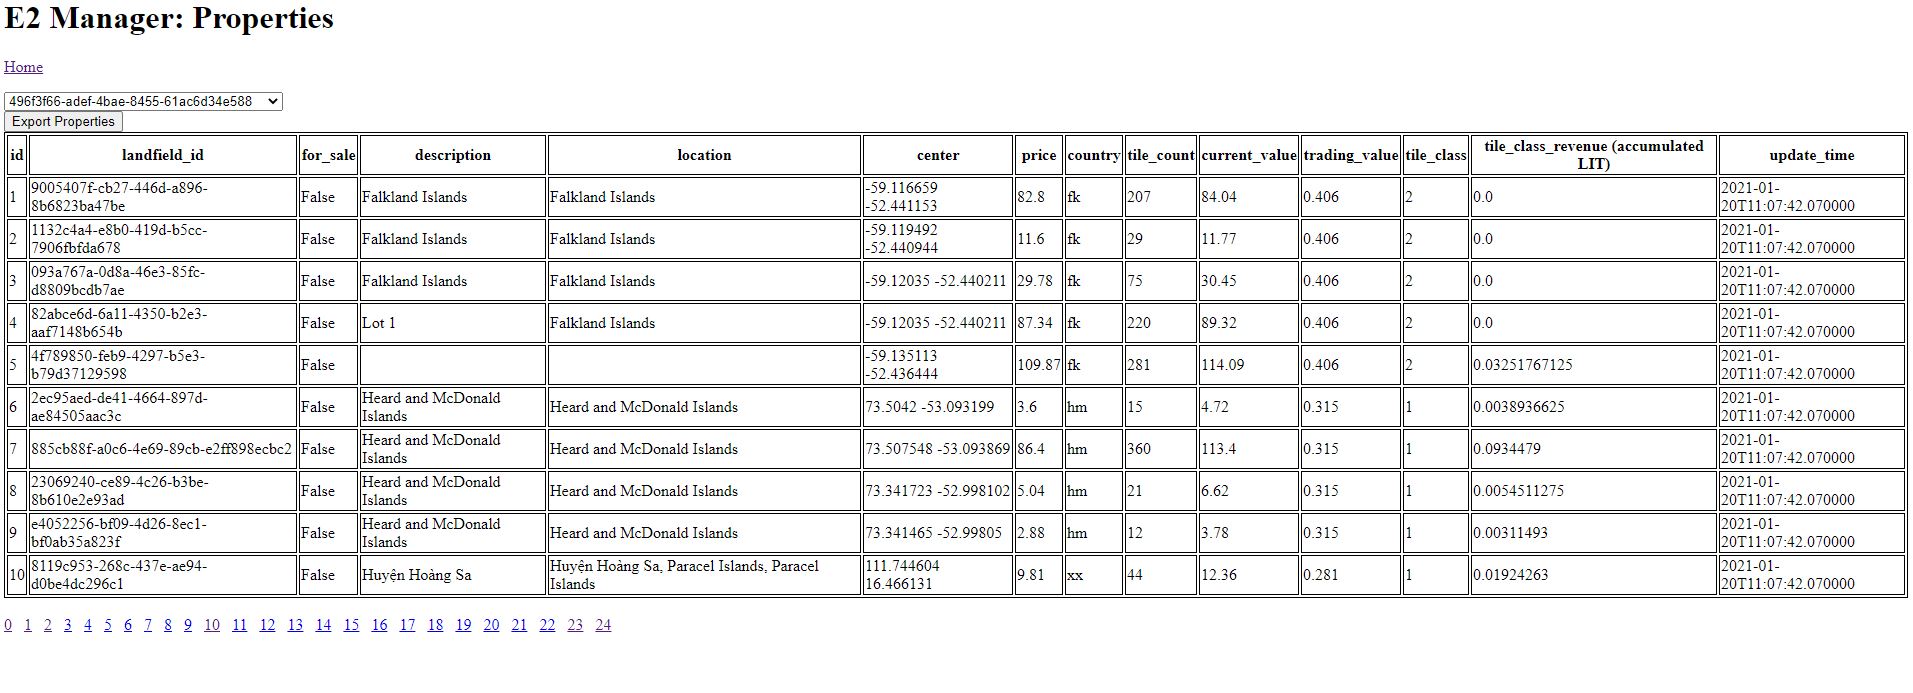 E2 Manager: Properties
Home
496f3f66-adef-4bae-8455-61ac6d34e588
Export Properties
id landfield_id for_sale description location center price country tile_count current_value trading_value tile_class tile_class_revenue (accumulated LIT) update_time
1 9005407f-cb27-446d-a896-8b6823ba47be False Falkland Islands Falkland Islands -59.116659 -52.441153 82.8 fk 207 84.04 0.406 2 0.0 2021-01-20T11:07:42.070000
2 1132c4a4-e8b0-419d-b5cc-7906fbfda678 False Falkland Islands Falkland Islands -59.119492 -52.440944 11.6 fk 29 11.77 0.406 2 0.0 2021-01-20T11:07:42.070000
3 093a767a-0d8a-46e3-85fc-d8809bcdb7ae False Falkland Islands Falkland Islands -59.12035 -52.440211 29.78 fk 75 30.45 0.406 2 0.0 2021-01-20T11:07:42.070000
4 82abce6d-6a11-4350-b2e3-aaf7148b654b False Lot 1 Falkland Islands -59.12035 -52.440211 87.34 fk 220 89.32 0.406 2 0.0 2021-01-20T11:07:42.070000
5 4f789850-feb9-4297-b5e3-b79d37129598 False -59.135113 -52.436444 109.87 fk 281 114.09 0.406 2 0.03251767125 2021-01-20T11:07:42.070000
6 2ec95aed-de41-4664-897d-ae84505aac3c False Heard and McDonald Islands Heard and McDonald Islands 73.5042 -53.093199 3.6 hm 15 4.72 0.315 1 0.0038936625 2021-01-20T11:07:42.070000
7 885cb88f-a0c6-4e69-89cb-e2ff898ecbc2 False Heard and McDonald Islands Heard and McDonald Islands 73.507548 -53.093869 86.4 hm 360 113.4 0.315 1 0.0934479 2021-01-20T11:07:42.070000
8 23069240-ce89-4c26-b3be-8b610e2e93ad False Heard and McDonald Islands Heard and McDonald Islands 73.341723 -52.998102 5.04 hm 21 6.62 0.315 1 0.0054511275 2021-01-20T11:07:42.070000
9 e4052256-bf09-4d26-8ec1-bf0ab35a823f False Heard and McDonald Islands Heard and McDonald Islands 73.341465 -52.99805 2.88 hm 12 3.78 0.315 1 0.00311493 2021-01-20T11:07:42.070000
10 8119c953-268c-437e-ae94-d0be4dc296c1 False Huyện Hoàng Sa Huyện Hoàng Sa, Paracel Islands, Paracel Islands 111.744604 16.466131 9.81 xx 44 12.36 0.281 1 0.01924263 2021-01-20T11:07:42.070000
0 1 2 3 4 5 6 7 8 9 10 11 12 13 14 15 16 17 18 19 20 21 22 23 24